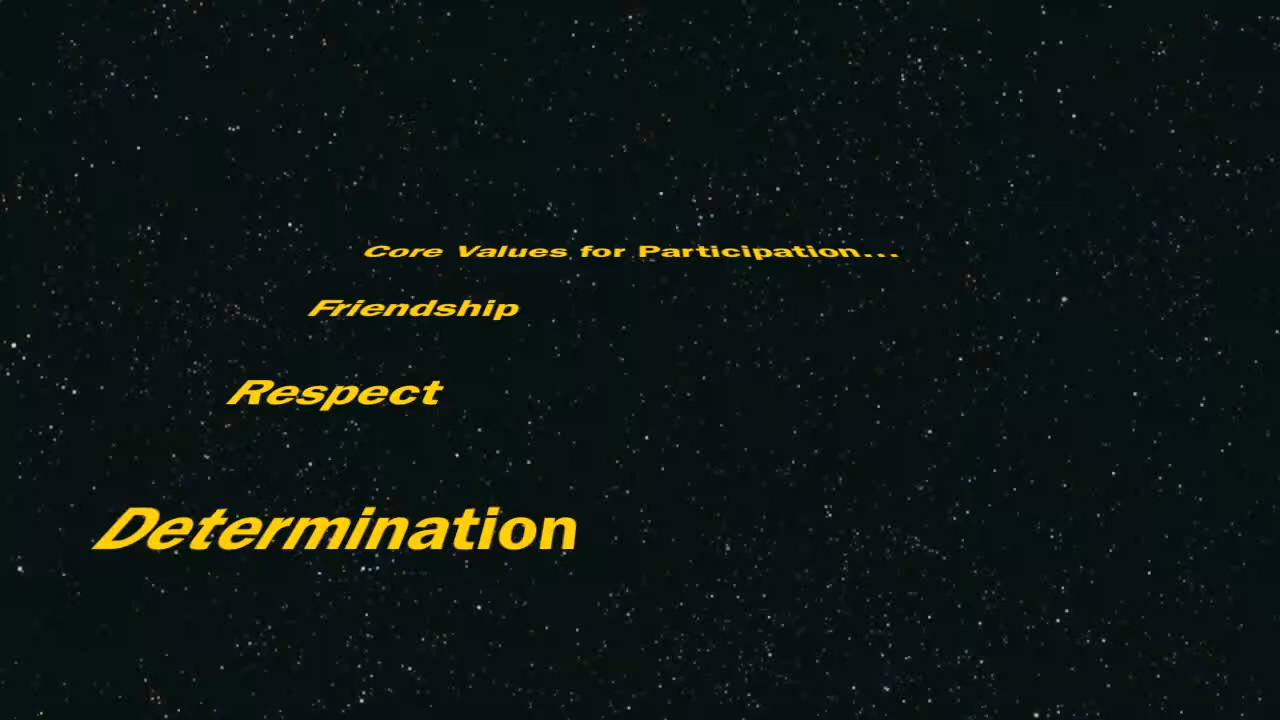 Core Values for Participation...
Friendship
Respect
Determination